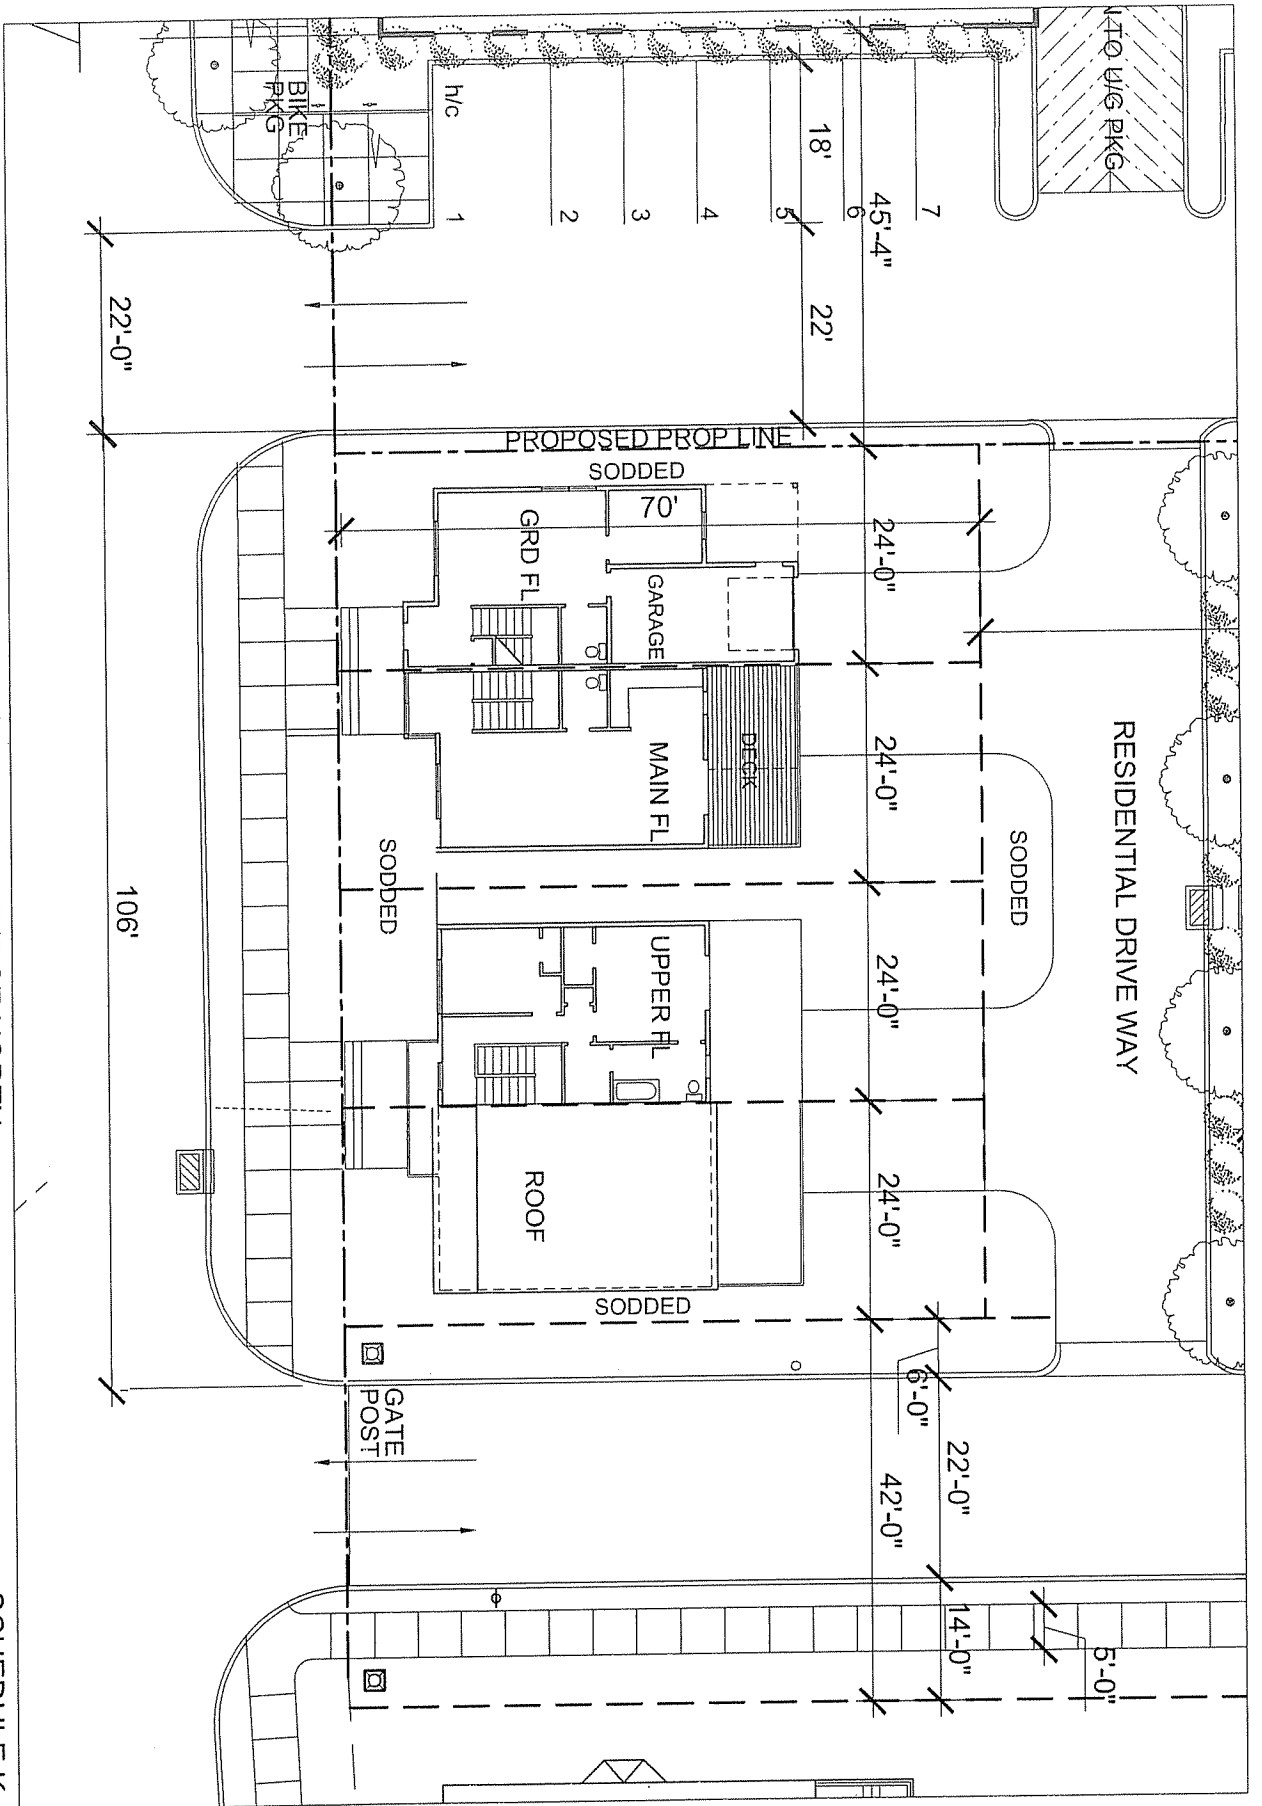 N TO U/G PKG
RESIDENTIAL DRIVE WAY
SODDED
5'-0"
6'-0"
22'-0"
14'-0"
45'-4"
24'-0"
24'-0"
24'-0"
24'-0"
42'-0"
18'
22'
7
6
5
4
3
2
1
h/c
BIKE
PKG
PROPOSED PROP LINE
SODDED
70'
GARAGE
GRD FL
DECK
MAIN FL
UPPER FL
ROOF
SODDED
SODDED
GATE
POST
22'-0"
106'